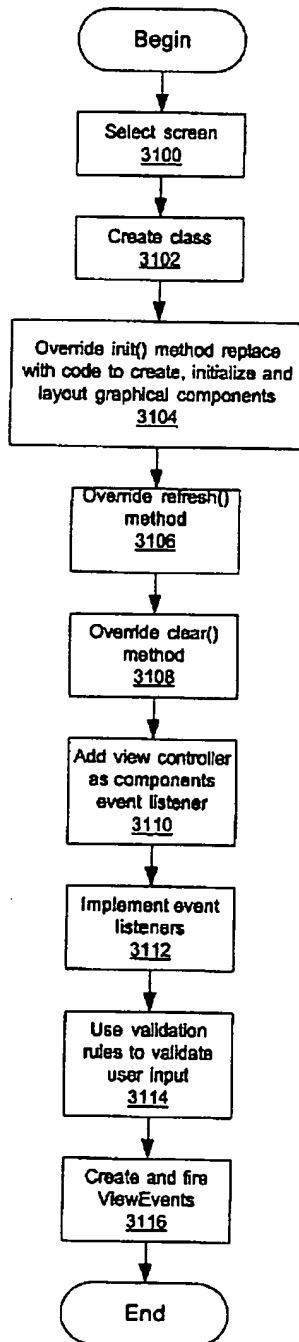 Begin
Select screen
3100
Create class
3102
Override init() method replace
with code to create, initialize and
layout graphical components
3104
Override refresh()
method
3106
Override clear()
method
3108
Add view controller
as components
event listener
3110
Implement event
listeners
3112
Use validation
rules to validate
user input
3114
Create and fire
ViewEvents
3116
End